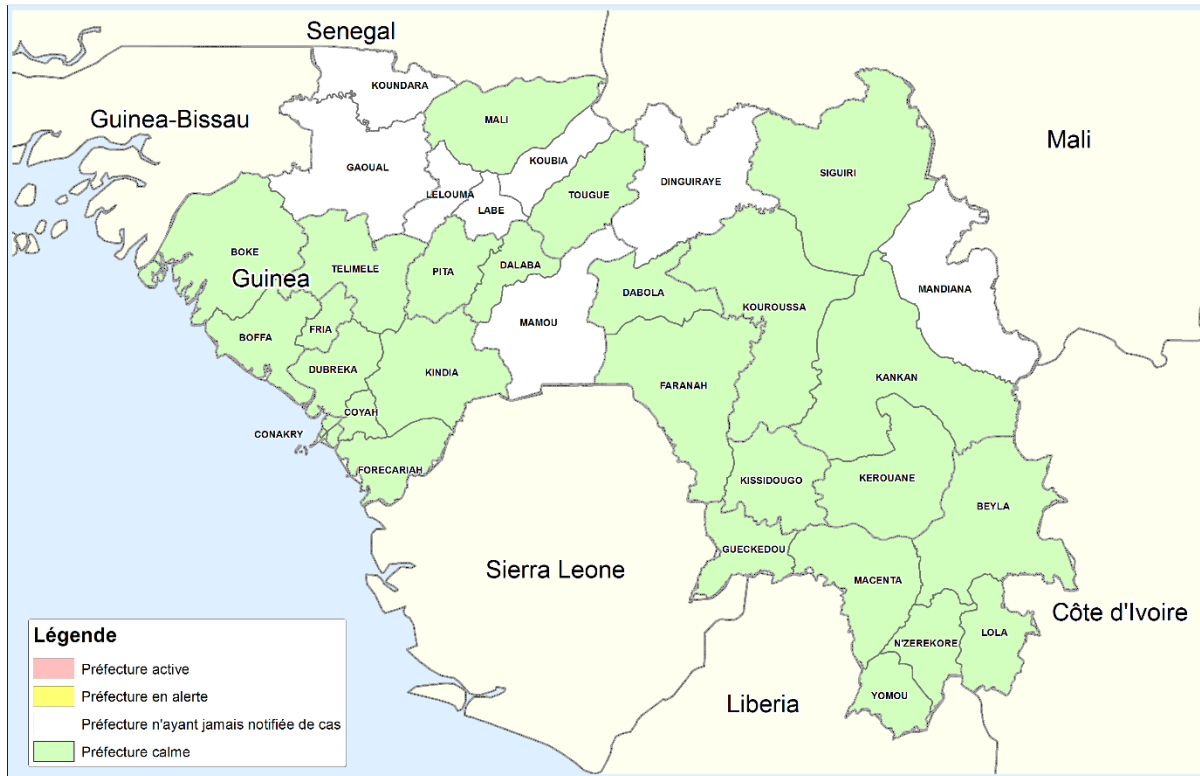 Senegal
KOUNDARA
Guinea-Bissau
MALI
Mali
KOUBIA
GAOUAL
SIGUIRI
DINGUIRAYE
LELOUMA
TOUGUE
LABE
BOKE
TELIMELE
DALABA
PITA
Guinea
MANDIANA
DABOLA
KOUROUSSA
MAMOU
FRIA
BOFFA
DUBREKA
KINDIA
KANKAN
FARANAH
COYAH
CONAKRY
FORECARIAH
KISSIDOUGO
KEROUANE
BEYLA
GUECKEDOU
Sierra Leone
MACENTA
Côte d'Ivoire
LOLA
N'ZEREKORE
YOMOU
Liberia
Légende
Préfecture active
Préfecture en alerte
Préfecture n'ayant jamais notifiée de cas
Préfecture calme